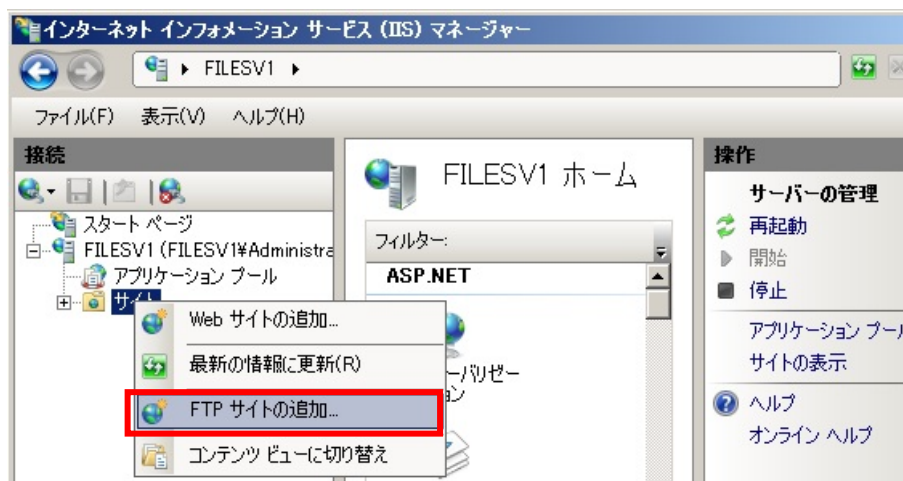 インターネット インフォメーション サービス (IIS) マネージャー
FILESV1
ファイル(F) 表示(V) ヘルプ(H)
接続
スタート ページ
FILESV1 (FILESV1¥Administra
アプリケーション プール
サイト
Web サイトの追加...
最新の情報に更新(R)
FTP サイトの追加...
コンテンツ ビューに切り替え
FILESV1 ホーム
フィルター:
ASP.NET
ーバリゼー
操作
サーバーの管理
再起動
開始
停止
アプリケーション プール
サイトの表示
ヘルプ
オンライン ヘルプ